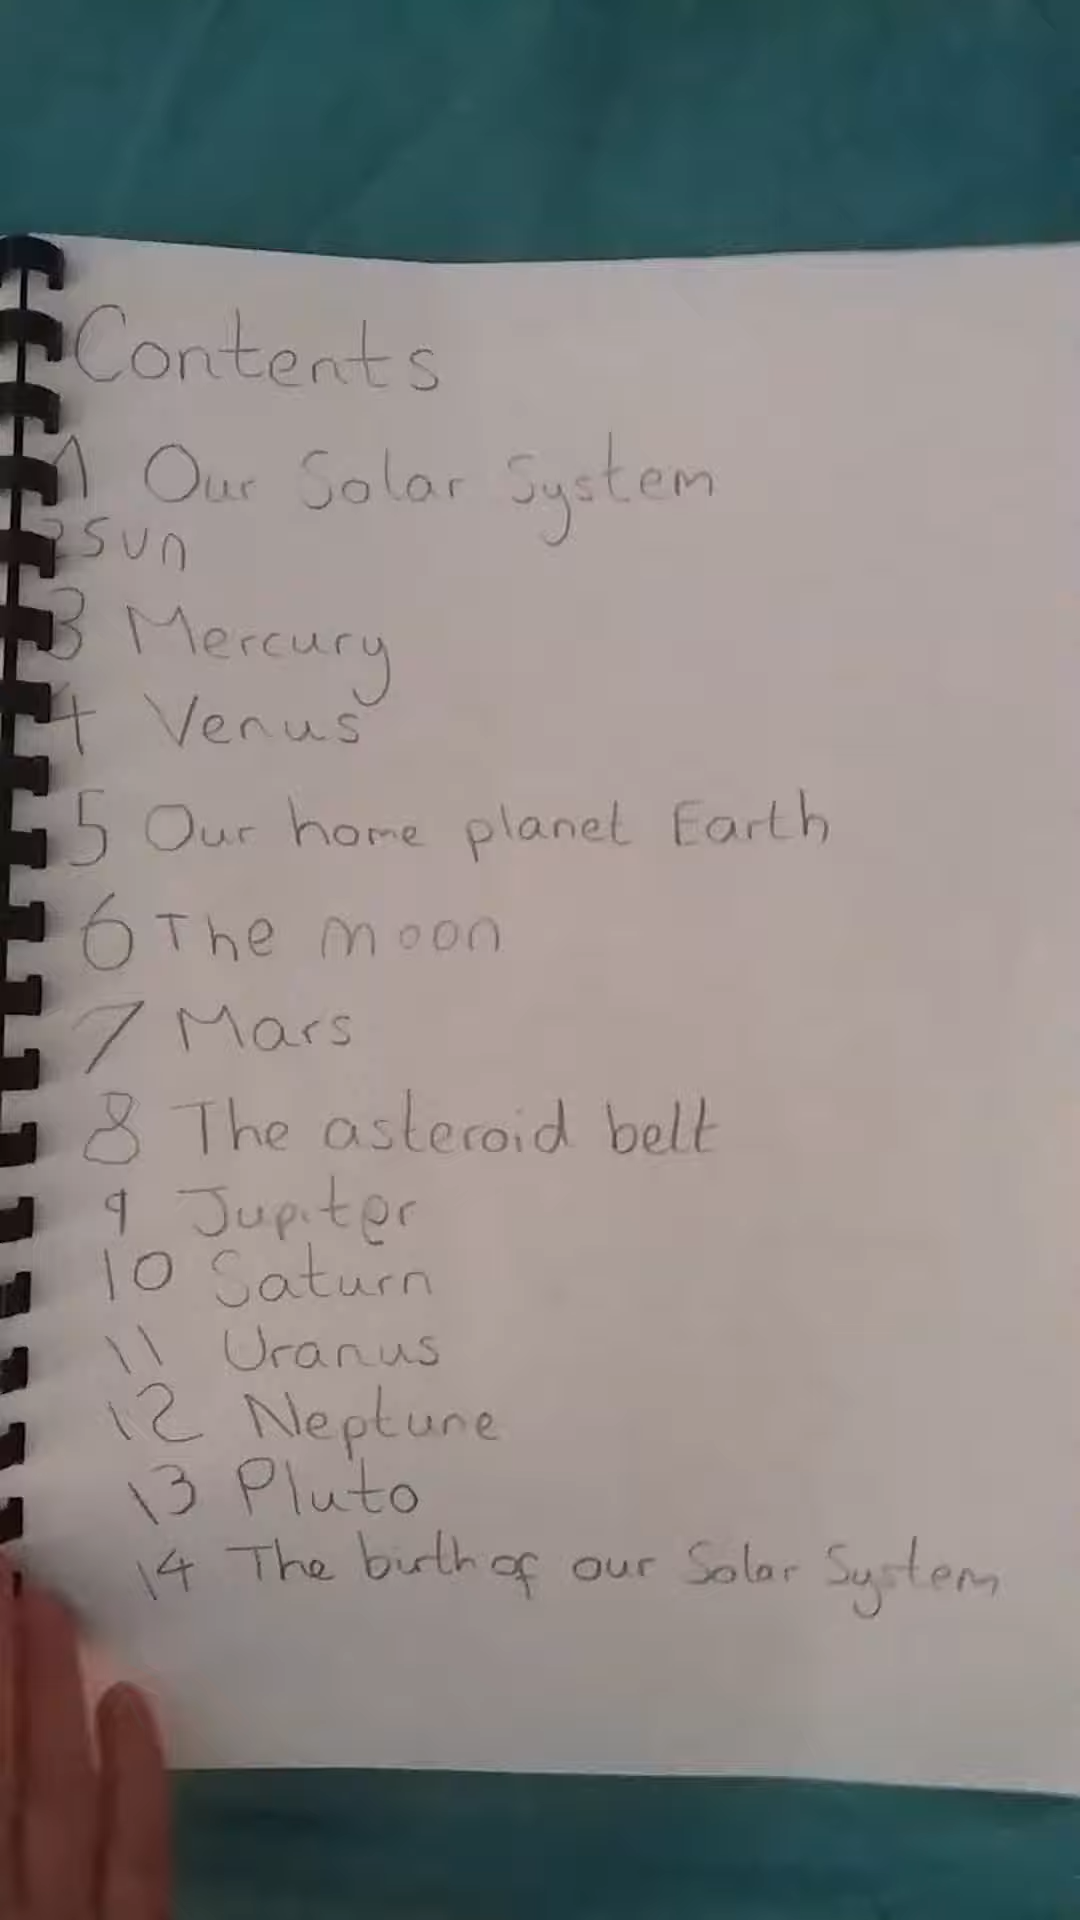 Contents
1 Our Solar System
2 Sun
3 Mercury
4 Venus
5 Our home planet Earth
6 The moon
7 Mars
8 The asteroid belt
9 Jupiter
10 Saturn
11 Uranus
12 Neptune
13 Pluto
14 The birth of our Solar System